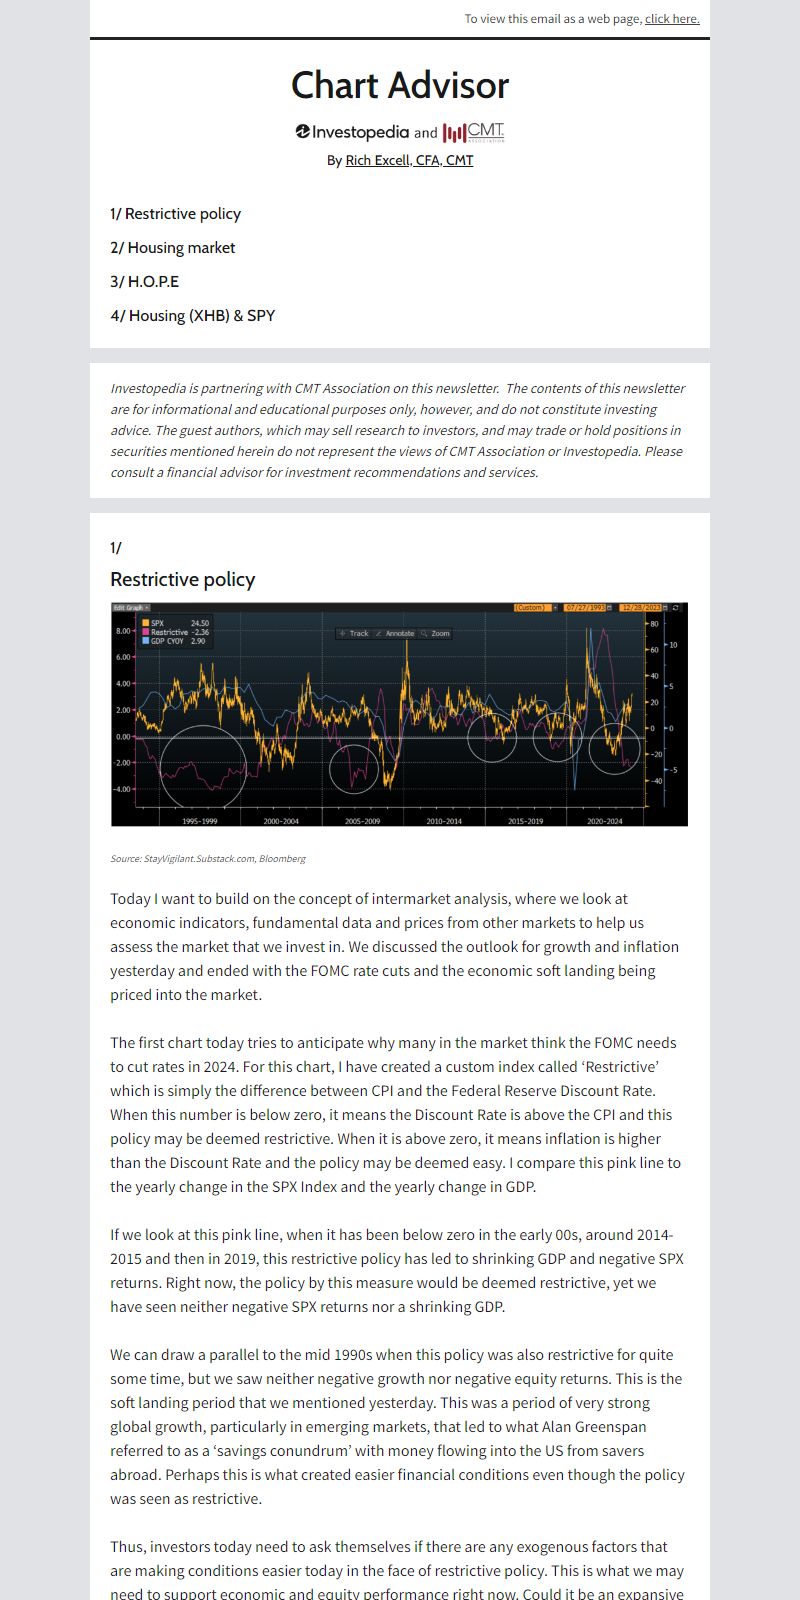 To view this email as a web page, click here.
Chart Advisor
Investopedia and CMT ASSOCIATION
By Rich Excell, CFA, CMT
1/ Restrictive policy
2/ Housing market
3/ H.O.P.E
4/ Housing (XHB) & SPY
Investopedia is partnering with CMT Association on this newsletter. The contents of this newsletter
are for informational and educational purposes only, however, and do not constitute investing
advice. The guest authors, which may sell research to investors, and may trade or hold positions in
securities mentioned herein do not represent the views of CMT Association or Investopedia. Please
consult a financial advisor for investment recommendations and services.
1/
Restrictive policy
Edit Graph (Custom) 07/27/1993 12/28/2023
SPX 24.50
Restrictive -2.36
GDP CYOY 2.90
Track Annotate Zoom
8.00 80
6.00 60 10
4.00 40 5
2.00 20
0.00 0 0
-2.00 -20
-4.00 -40 -5
1995-1999 2000-2004 2005-2009 2010-2014 2015-2019 2020-2024
Source: StayVigilant.Substack.com, Bloomberg
Today I want to build on the concept of intermarket analysis, where we look at
economic indicators, fundamental data and prices from other markets to help us
assess the market that we invest in. We discussed the outlook for growth and inflation
yesterday and ended with the FOMC rate cuts and the economic soft landing being
priced into the market.
The first chart today tries to anticipate why many in the market think the FOMC needs
to cut rates in 2024. For this chart, I have created a custom index called ‘Restrictive’
which is simply the difference between CPI and the Federal Reserve Discount Rate.
When this number is below zero, it means the Discount Rate is above the CPI and this
policy may be deemed restrictive. When it is above zero, it means inflation is higher
than the Discount Rate and the policy may be deemed easy. I compare this pink line to
the yearly change in the SPX Index and the yearly change in GDP.
If we look at this pink line, when it has been below zero in the early 00s, around 2014-
2015 and then in 2019, this restrictive policy has led to shrinking GDP and negative SPX
returns. Right now, the policy by this measure would be deemed restrictive, yet we
have seen neither negative SPX returns nor a shrinking GDP.
We can draw a parallel to the mid 1990s when this policy was also restrictive for quite
some time, but we saw neither negative growth nor negative equity returns. This is the
soft landing period that we mentioned yesterday. This was a period of very strong
global growth, particularly in emerging markets, that led to what Alan Greenspan
referred to as a ‘savings conundrum’ with money flowing into the US from savers
abroad. Perhaps this is what created easier financial conditions even though the policy
was seen as restrictive.
Thus, investors today need to ask themselves if there are any exogenous factors that
are making conditions easier today in the face of restrictive policy. This is what we may
need to support economic and equity performance right now. Could it be an expansive